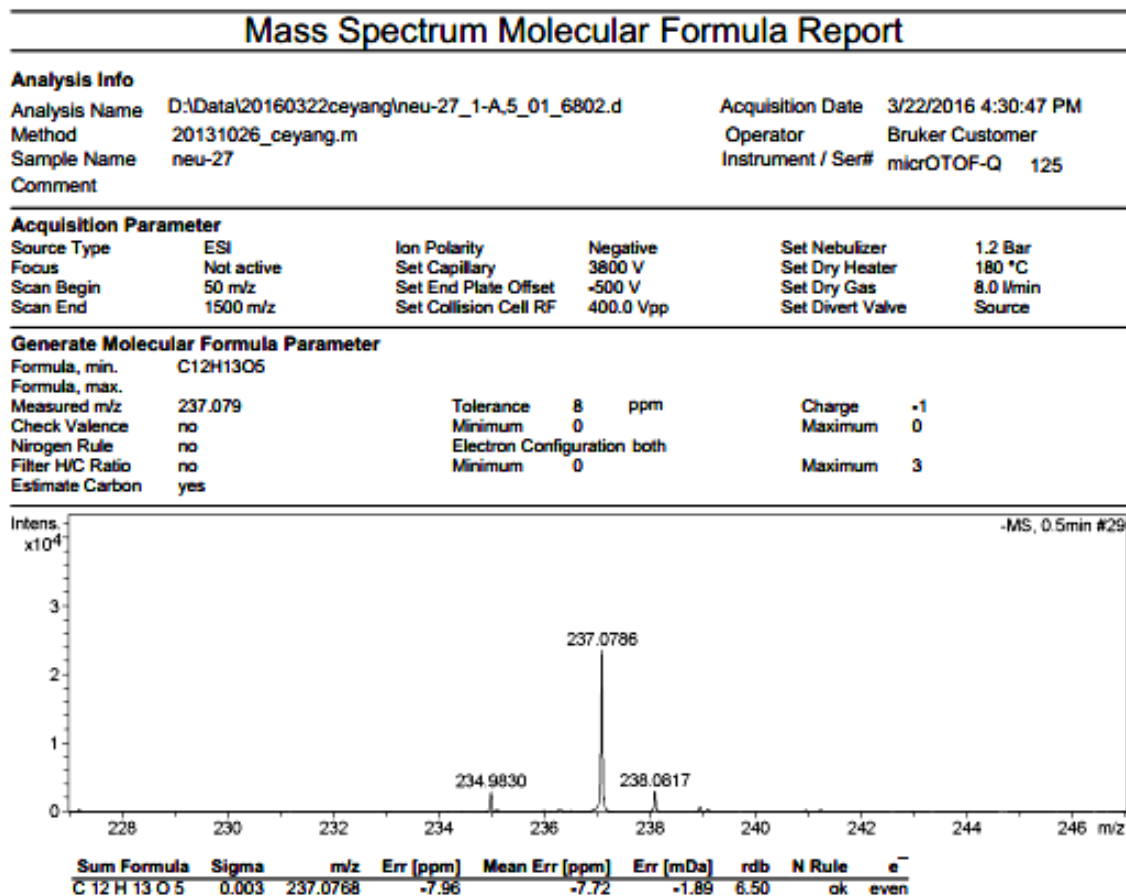 Mass Spectrum Molecular Formula Report
Analysis Info
Analysis Name D:\Data\20160322ceyang\neu-27_1-A,5_01_6802.d Acquisition Date 3/22/2016 4:30:47 PM
Method 20131026_ceyang.m Operator Bruker Customer
Sample Name neu-27 Instrument / Ser# micrOTOF-Q 125
Comment
Acquisition Parameter
Source Type ESI Ion Polarity Negative Set Nebulizer 1.2 Bar
Focus Not active Set Capillary 3800 V Set Dry Heater 180 °C
Scan Begin 50 m/z Set End Plate Offset -500 V Set Dry Gas 8.0 l/min
Scan End 1500 m/z Set Collision Cell RF 400.0 Vpp Set Divert Valve Source
Generate Molecular Formula Parameter
Formula, min. C12H13O5
Formula, max.
Measured m/z 237.079 Tolerance 8 ppm Charge -1
Check Valence no Minimum 0 Maximum 0
Nirogen Rule no Electron Configuration both
Filter H/C Ratio no Minimum 0 Maximum 3
Estimate Carbon yes
Intens. -MS, 0.5min #29
x10⁴
3
237.0786
2
1
234.9830 238.0817
0
228 230 232 234 236 238 240 242 244 246 m/z
Sum Formula Sigma m/z Err [ppm] Mean Err [ppm] Err [mDa] rdb N Rule e⁻
C 12 H 13 O 5 0.003 237.0768 -7.96 -7.72 -1.89 6.50 ok even